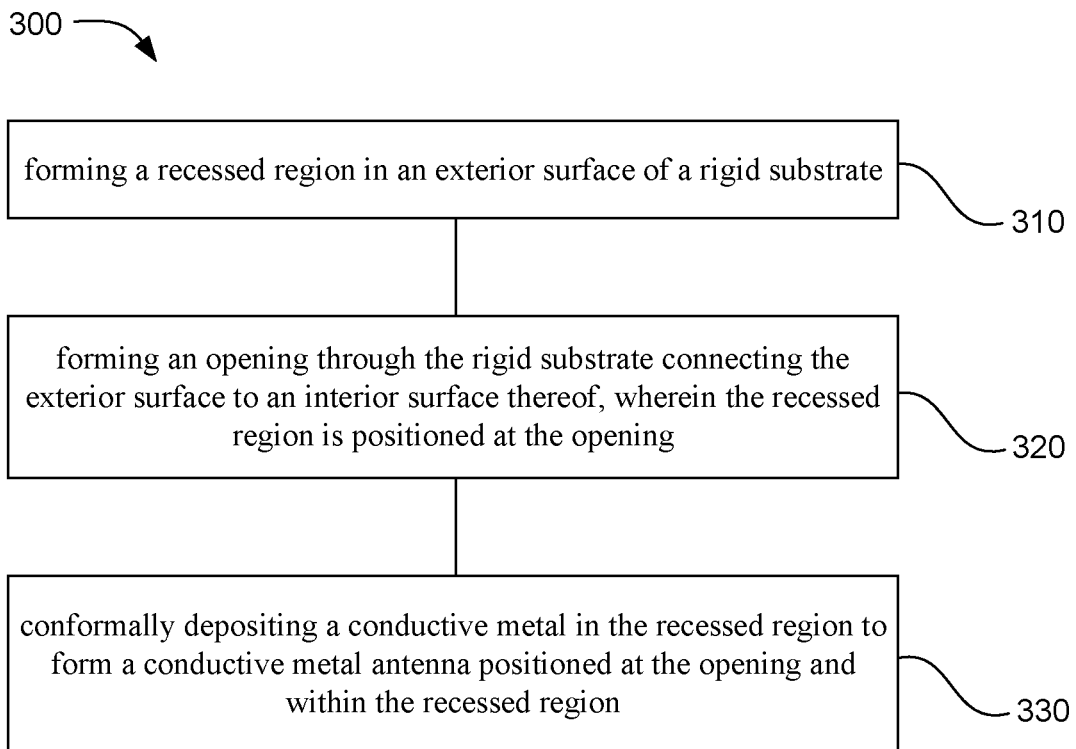 300
forming a recessed region in an exterior surface of a rigid substrate
310
forming an opening through the rigid substrate connecting the
exterior surface to an interior surface thereof, wherein the recessed
region is positioned at the opening
320
conformally depositing a conductive metal in the recessed region to
form a conductive metal antenna positioned at the opening and
within the recessed region
330